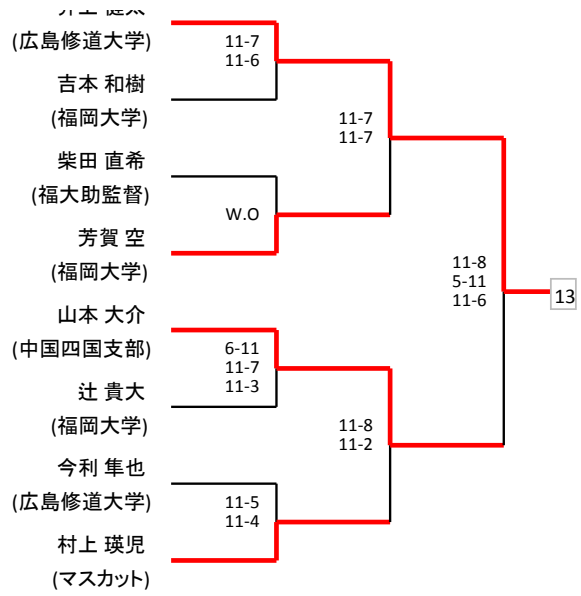 (広島修道大学)
11-7
11-6
吉本 和樹
(福岡大学)
11-7
11-7
柴田 直希
(福大助監督)
W.O
芳賀 空
(福岡大学)
11-8
5-11
11-6
13
山本 大介
(中国四国支部)
6-11
11-7
11-3
辻 貴大
(福岡大学)
11-8
11-2
今利 隼也
(広島修道大学)
11-5
11-4
村上 瑛児
(マスカット)